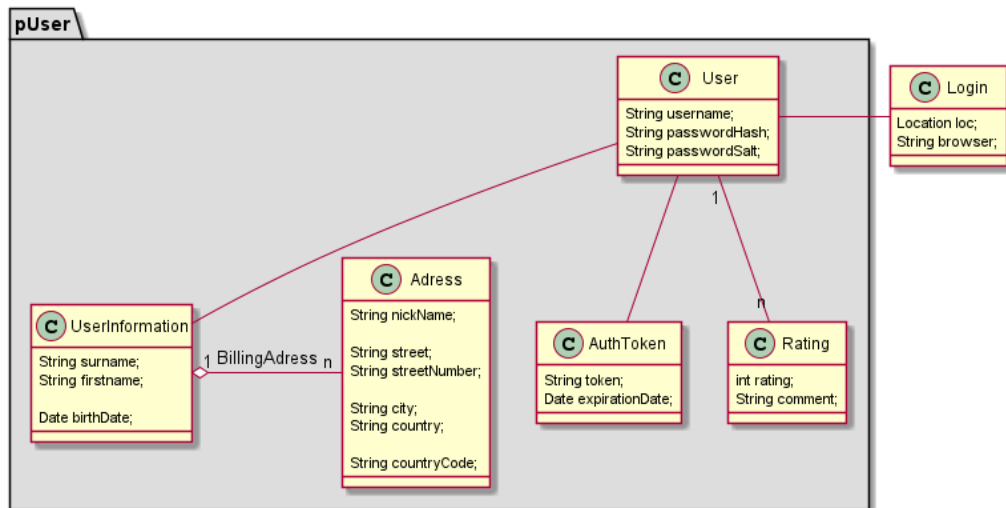 pUser
C User
String username;
String passwordHash;
String passwordSalt;
C Login
Location loc;
String browser;
1
n
C UserInformation
String surname;
String firstname;
Date birthDate;
1 BillingAdress n
C Adress
String nickName;
String street;
String streetNumber;
String city;
String country;
String countryCode;
C AuthToken
String token;
Date expirationDate;
C Rating
int rating;
String comment;